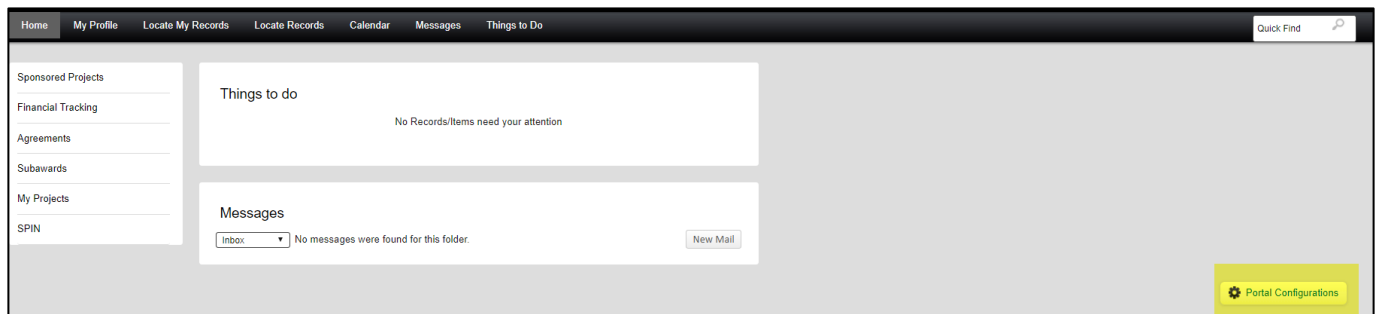 Home My Profile Locate My Records Locate Records Calendar Messages Things to Do Quick Find
Sponsored Projects
Financial Tracking
Agreements
Subawards
My Projects
SPIN
Things to do
No Records/Items need your attention
Messages
Inbox No messages were found for this folder. New Mail
Portal Configurations